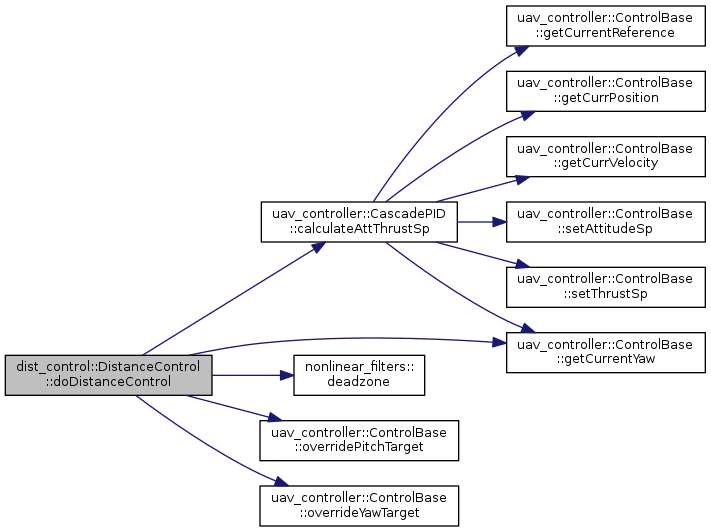 uav_controller::ControlBase
::getCurrentReference
uav_controller::ControlBase
::getCurrPosition
uav_controller::ControlBase
::getCurrVelocity
uav_controller::CascadePID
::calculateAttThrustSp
uav_controller::ControlBase
::setAttitudeSp
uav_controller::ControlBase
::setThrustSp
uav_controller::ControlBase
::getCurrentYaw
dist_control::DistanceControl
::doDistanceControl
nonlinear_filters::
deadzone
uav_controller::ControlBase
::overridePitchTarget
uav_controller::ControlBase
::overrideYawTarget